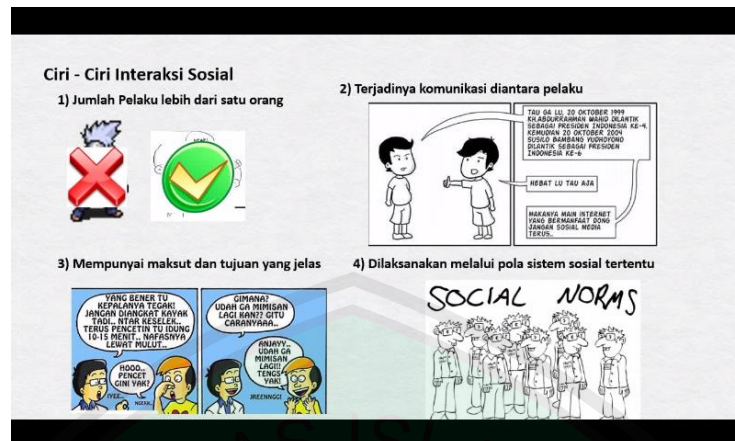 Ciri - Ciri Interaksi Sosial
1) Jumlah Pelaku lebih dari satu orang
2) Terjadinya komunikasi diantara pelaku
TAU GA LU, 20 OKTOBER 1999
KH.ABDURRAHMAN WAHID DILANTIK
SEBAGAI PRESIDEN INDONESIA KE-4.
KEMUDIAN 20 OKTOBER 2004
SUSILO BAMBANG YUDHOYONO
DILANTIK SEBAGAI PRESIDEN
INDONESIA KE-6
HEBAT LU TAU AJA
MAKANYA MAIN INTERNET
YANG BERMANFAAT DONG
JANGAN SOSIAL MEDIA
TERUS..
3) Mempunyai maksut dan tujuan yang jelas
YANG BENER TU
KEPALANYA TEGAK!
JANGAN DIANGKAT KAYAK
TADI.. NTAR KESELEK..
TERUS PENCETIN TU IDUNG
10-15 MENIT.. NAFASNYA
LEWAT MULUT..
HOOO..
PENCET
GINI YAK?
IYEE..
GIMANA?
UDAH GA MIMISAN
LAGI KAN?? GITU
CARANYAAA..
ANJAYY..
UDAH GA
MIMISAN
LAGI!!
TENGS
YAK!
JREENNGG!
4) Dilaksanakan melalui pola sistem sosial tertentu
SOCIAL NORMS